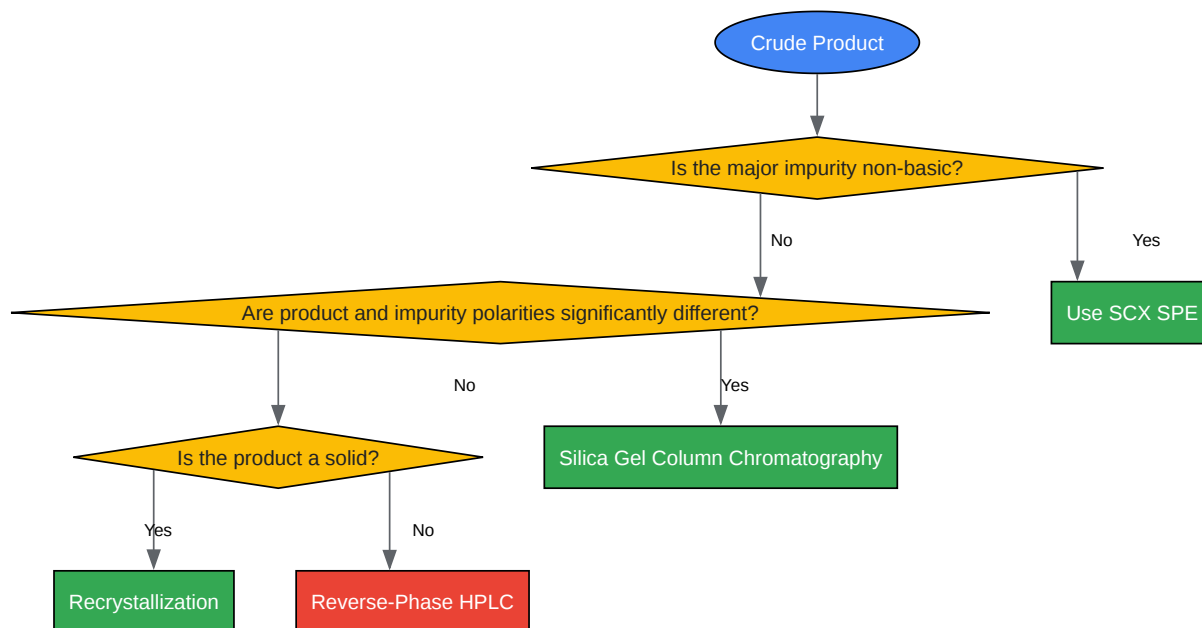 Crude Product
Is the major impurity non-basic?
No
Yes
Are product and impurity polarities significantly different?
Use SCX SPE
No
Yes
Is the product a solid?
Silica Gel Column Chromatography
Yes
No
Recrystallization
Reverse-Phase HPLC